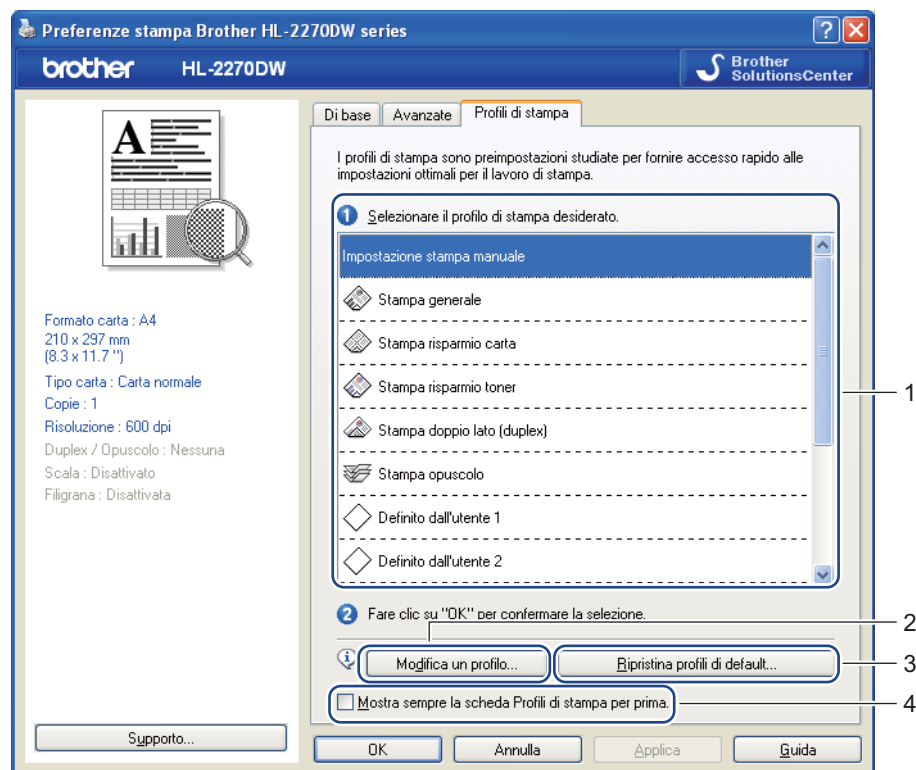 Preferenze stampa Brother HL-2270DW series
brother HL-2270DW
Brother
SolutionsCenter
A
Formato carta : A4
210 x 297 mm
(8.3 x 11.7 ")
Tipo carta : Carta normale
Copie : 1
Risoluzione : 600 dpi
Duplex / Opuscolo : Nessuna
Scala : Disattivato
Filigrana : Disattivata
Supporto...
Di base Avanzate Profili di stampa
I profili di stampa sono preimpostazioni studiate per fornire accesso rapido alle
impostazioni ottimali per il lavoro di stampa.
1 Selezionare il profilo di stampa desiderato.
Impostazione stampa manuale
Stampa generale
Stampa risparmio carta
Stampa risparmio toner
Stampa doppio lato (duplex)
Stampa opuscolo
Definito dall'utente 1
Definito dall'utente 2
2 Fare clic su "OK" per confermare la selezione.
Modifica un profilo... Ripristina profili di default...
Mostra sempre la scheda Profili di stampa per prima.
OK Annulla Applica Guida
1
2
3
4